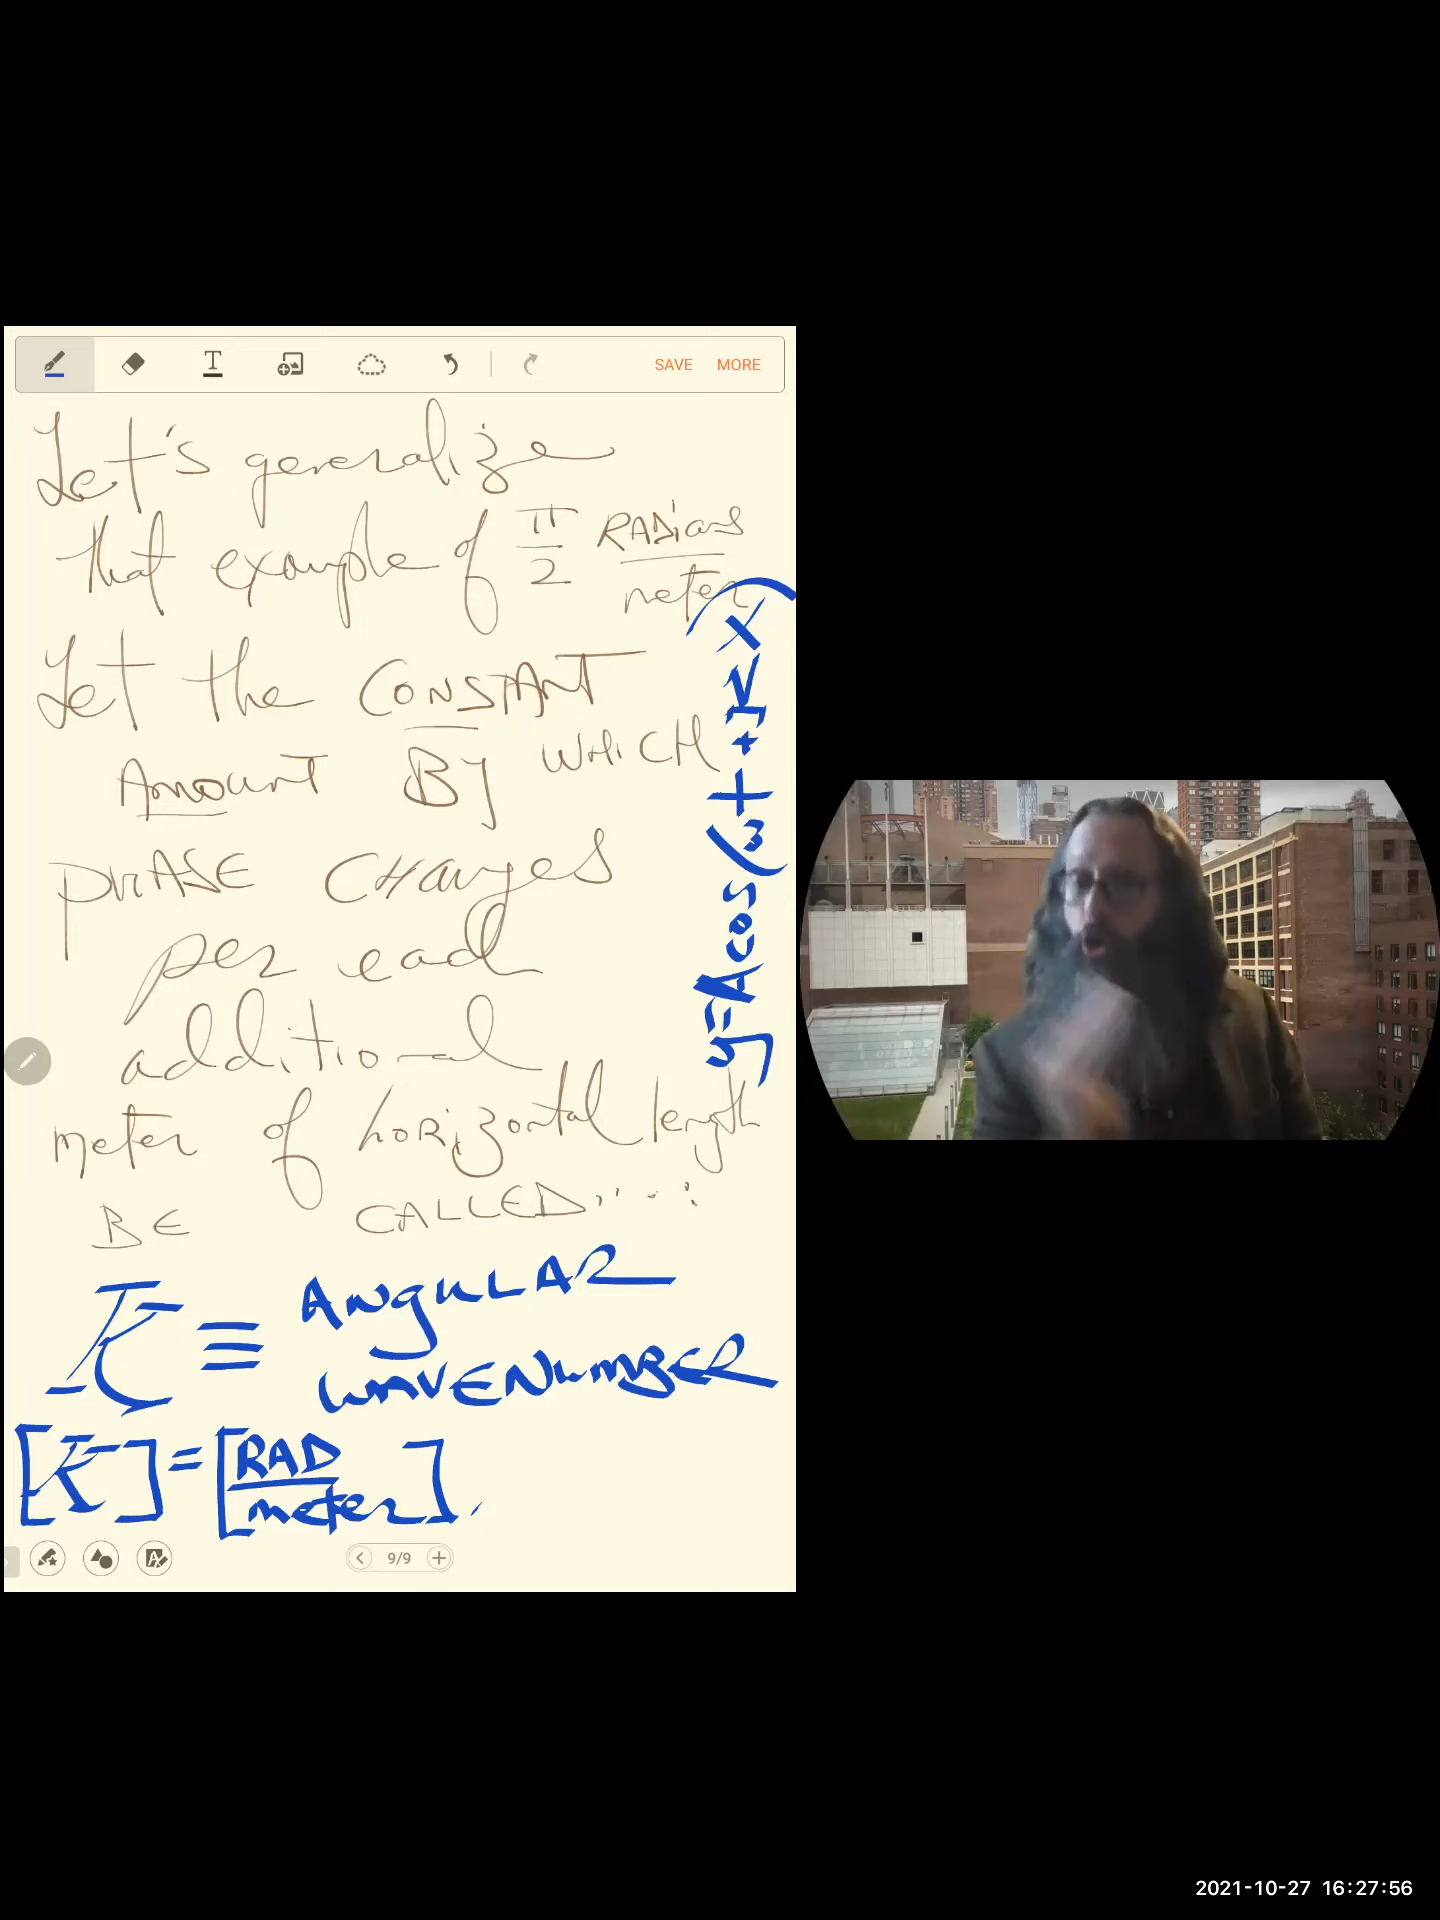 T
SAVE MORE
Let's generalize
that example of π/2 RADians/meter
Let the CONSTANT
Amount By WHICH
PHASE CHanges
per each
additional
meter of horizontal length
BE CALLED....
y=Acos(ωt+Kx)
K ≡ ANgULAR
WAVENumBER
[K]=[RAD/meter].
9/9
2021-10-27 16:27:56